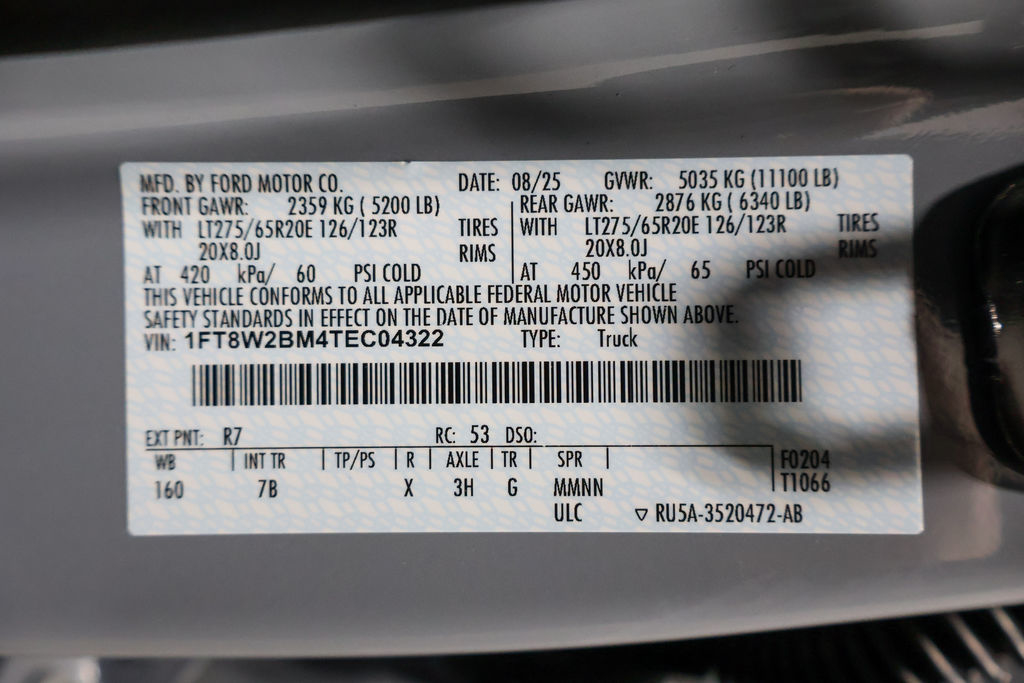 MFD. BY FORD MOTOR CO. DATE: 08/25 GVWR: 5035 KG (11100 LB)
FRONT GAWR: 2359 KG ( 5200 LB) REAR GAWR: 2876 KG ( 6340 LB)
WITH LT275/65R20E 126/123R TIRES WITH LT275/65R20E 126/123R TIRES
20X8.0J RIMS 20X8.0J RIMS
AT 420 kPa/ 60 PSI COLD AT 450 kPa/ 65 PSI COLD
THIS VEHICLE CONFORMS TO ALL APPLICABLE FEDERAL MOTOR VEHICLE
SAFETY STANDARDS IN EFFECT ON THE DATE OF MANUFACTURE SHOWN ABOVE.
VIN: 1FT8W2BM4TEC04322 TYPE: Truck
EXT PNT: R7 RC: 53 DSO:
WB INT TR TP/PS R AXLE TR SPR F0204
160 7B X 3H G MMNN T1066
ULC ▽ RU5A-3520472-AB